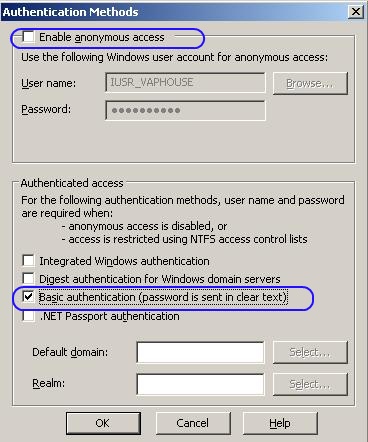 Authentication Methods
Enable anonymous access
Use the following Windows user account for anonymous access:
User name: IUSR_VAPHOUSE Browse...
Password: ●●●●●●●●●●
Authenticated access
For the following authentication methods, user name and password
are required when:
- anonymous access is disabled, or
- access is restricted using NTFS access control lists
Integrated Windows authentication
Digest authentication for Windows domain servers
Basic authentication (password is sent in clear text)
.NET Passport authentication
Default domain: Select...
Realm: Select...
OK Cancel Help